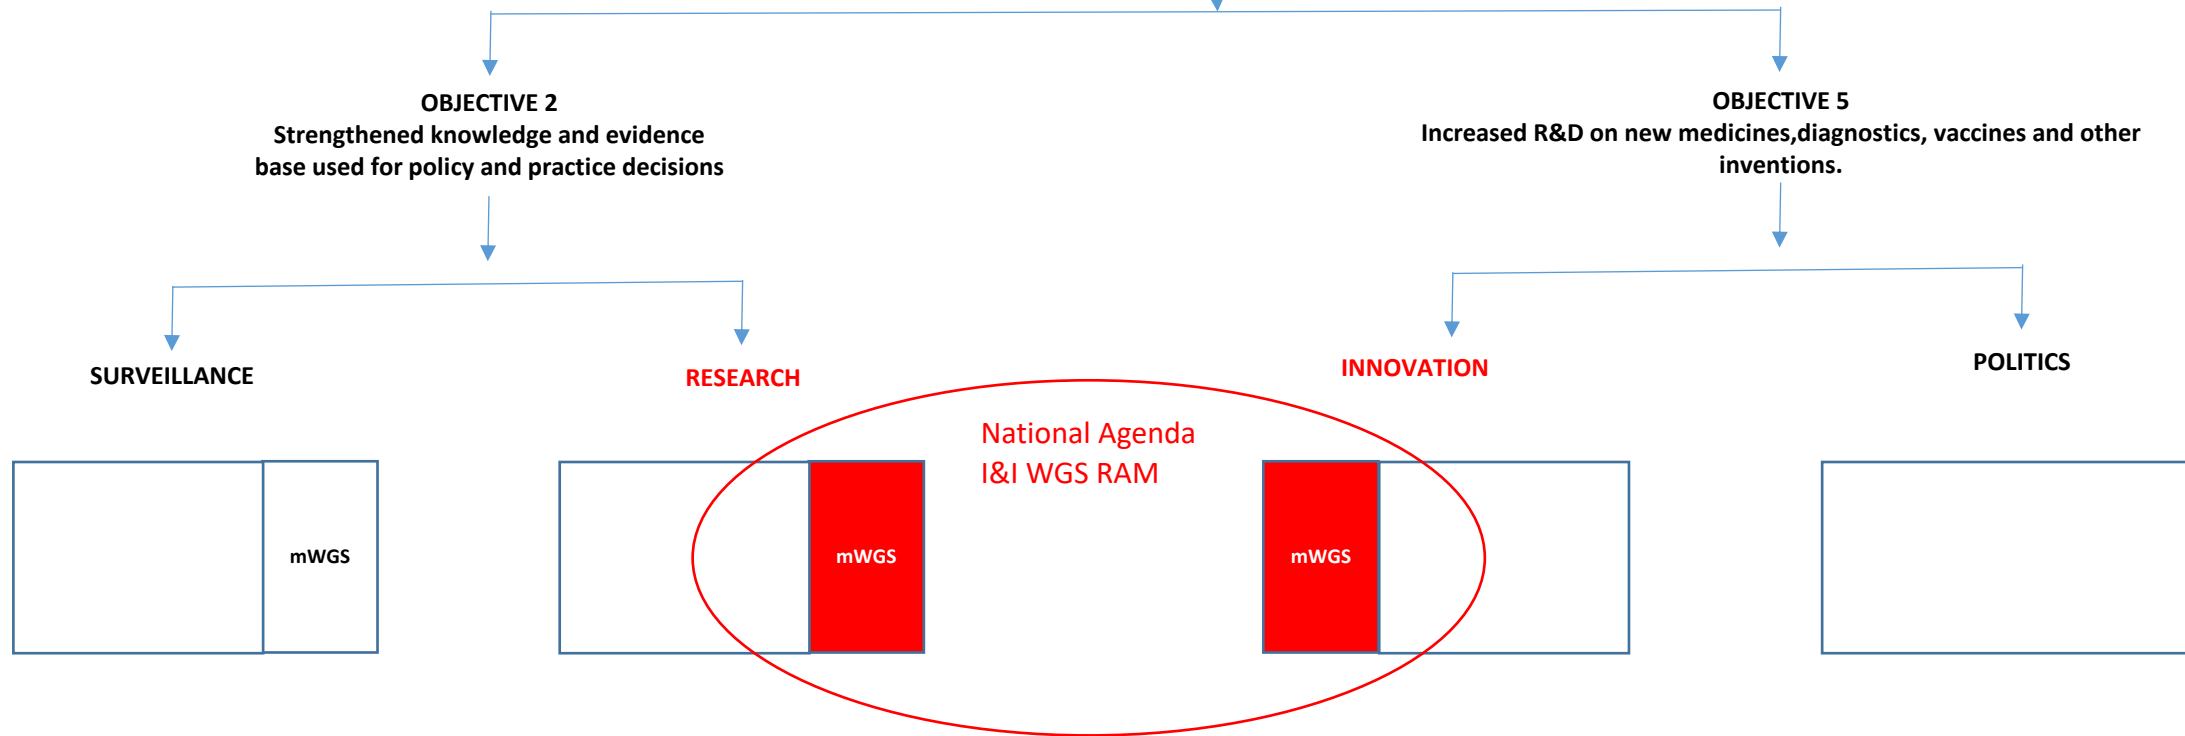 OBJECTIVE 2
Strengthened knowledge and evidence
base used for policy and practice decisions
OBJECTIVE 5
Increased R&D on new medicines,diagnostics, vaccines and other
inventions.
SURVEILLANCE
RESEARCH
INNOVATION
POLITICS
National Agenda
I&I WGS RAM
mWGS
mWGS
mWGS